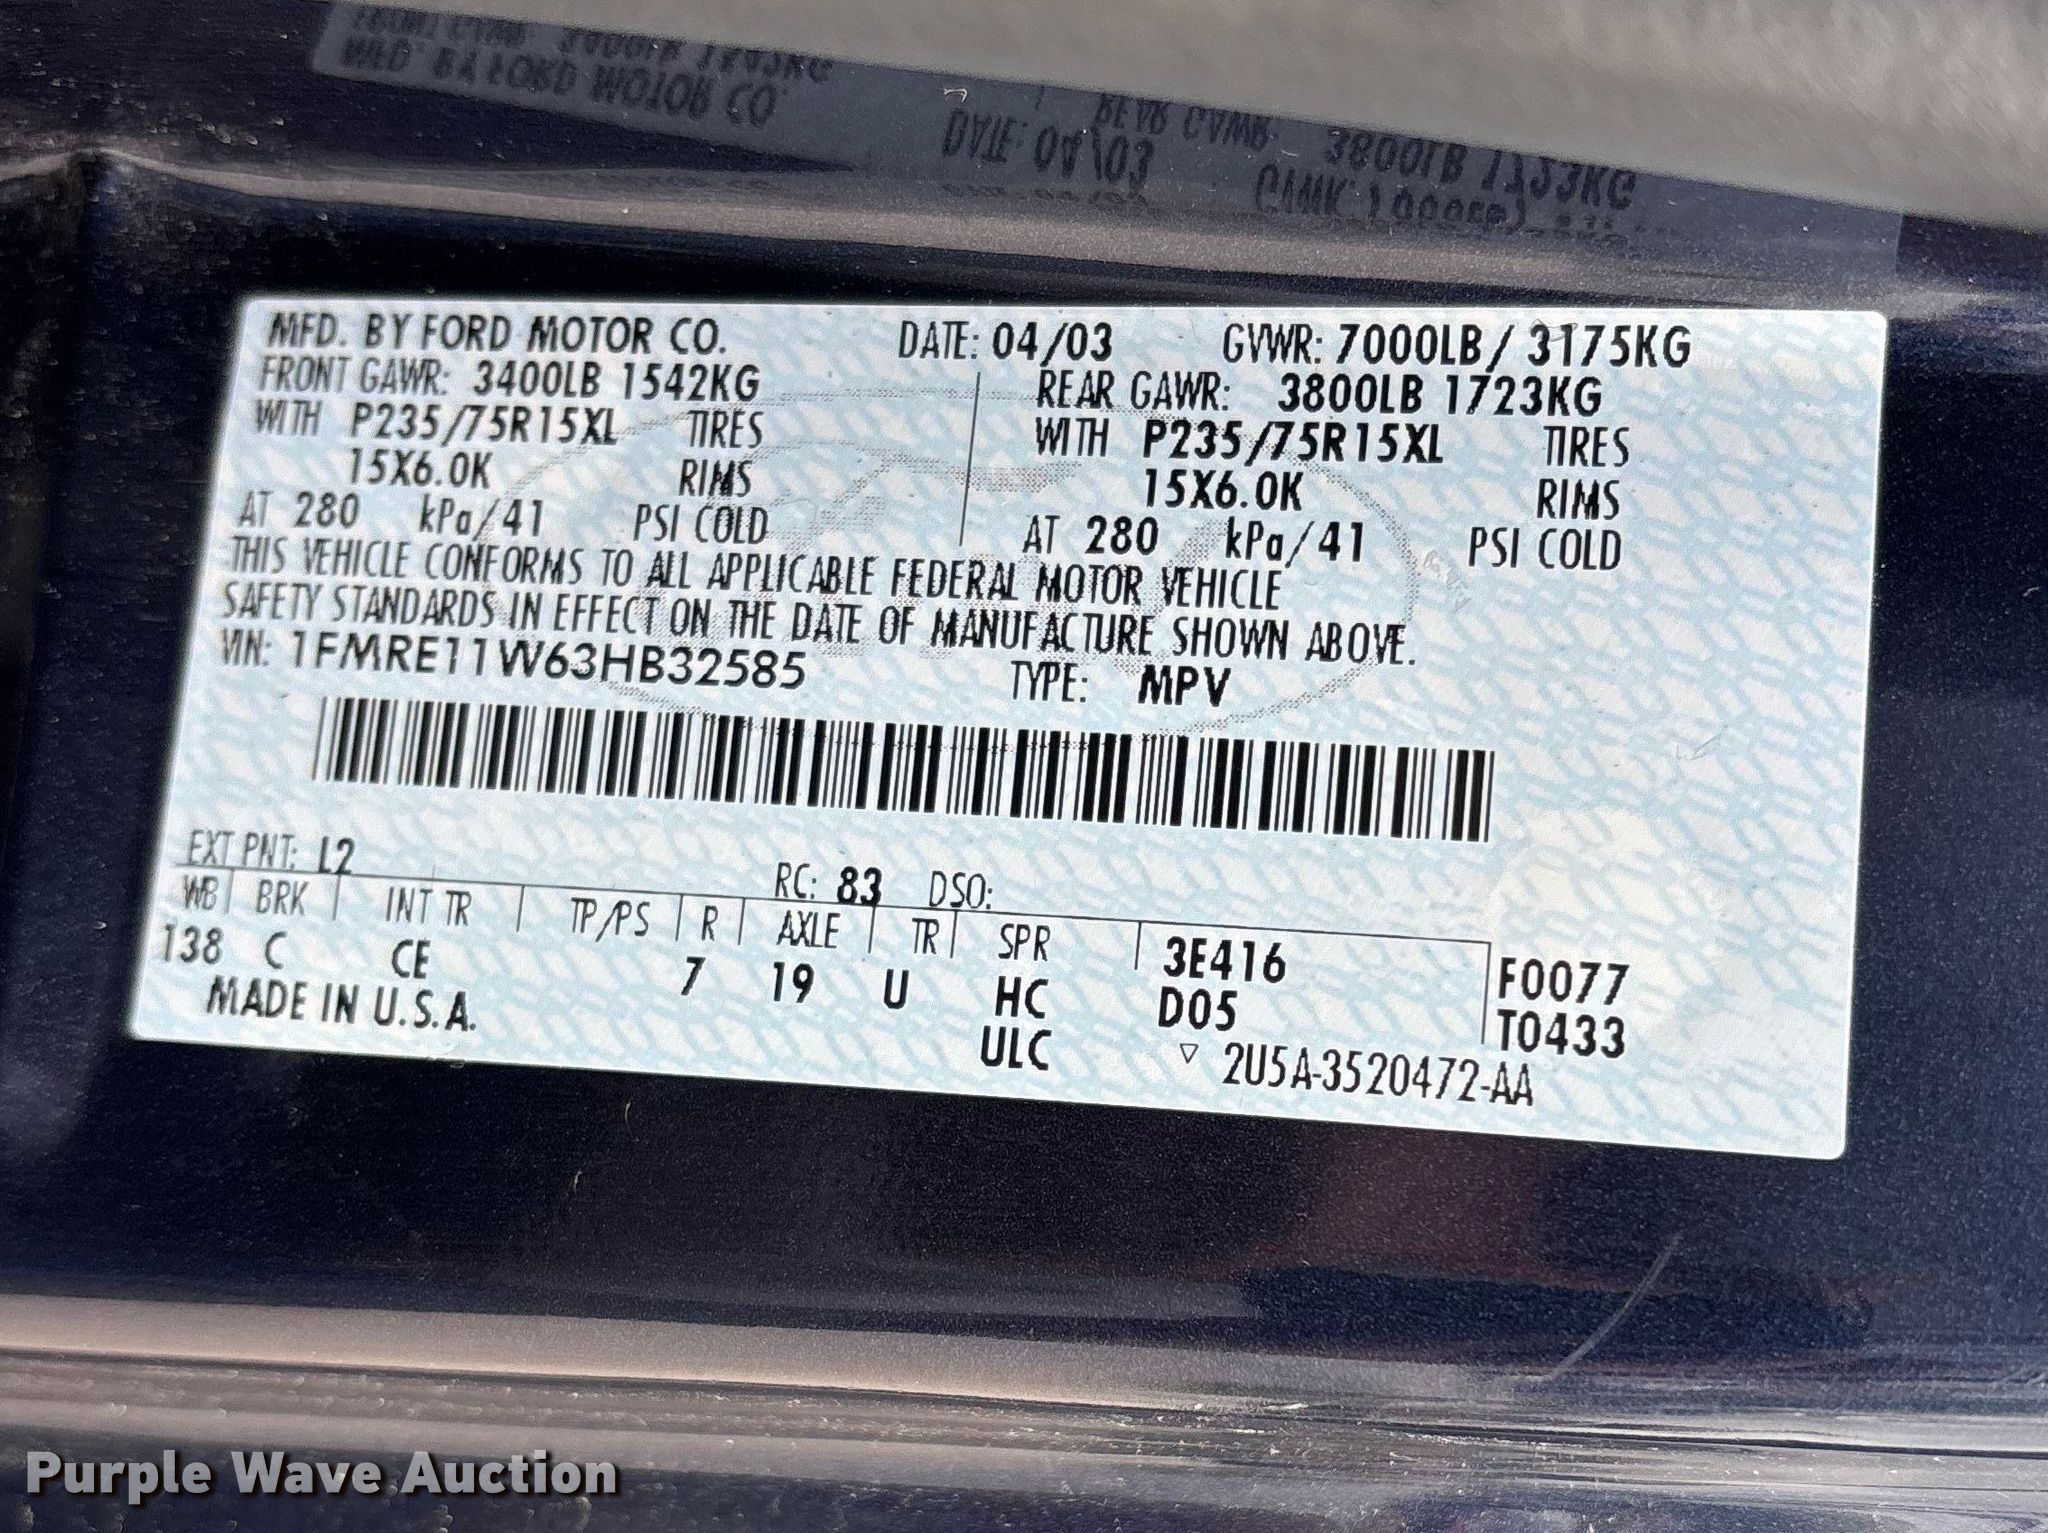 MFD. BY FORD MOTOR CO. DATE: 04/03 GVWR: 7000LB/ 3175KG
FRONT GAWR: 3400LB 1542KG REAR GAWR: 3800LB 1723KG
WITH P235/75R15XL TIRES WITH P235/75R15XL TIRES
15X6.0K RIMS 15X6.0K RIMS
AT 280 kPa/41 PSI COLD AT 280 kPa/41 PSI COLD
THIS VEHICLE CONFORMS TO ALL APPLICABLE FEDERAL MOTOR VEHICLE
SAFETY STANDARDS IN EFFECT ON THE DATE OF MANUFACTURE SHOWN ABOVE.
VIN: 1FMRE11W63HB32585 TYPE: MPV
EXT PNT: L2 RC: 83 DSO:
WB BRK INT TR TP/PS R AXLE TR SPR 3E416 F0077
138 C CE 7 19 U HC D05 T0433
MADE IN U.S.A. ULC ▽ 2U5A-3520472-AA
Purple Wave Auction